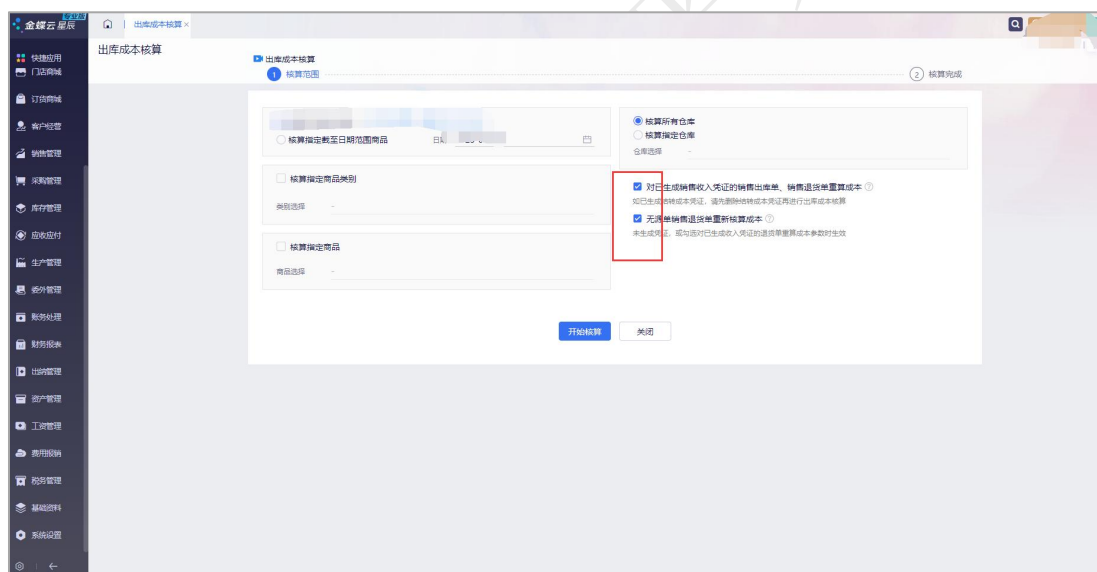 金蝶云星辰
专业版
出库成本核算×
快捷应用
门店商城
订货商城
客户经营
销售管理
采购管理
库存管理
应收应付
生产管理
委外管理
账务处理
财务报表
出纳管理
资产管理
工资管理
费用报销
税务管理
基础资料
系统设置
出库成本核算
出库成本核算
1 核算范围
2 核算完成
核算指定截至日期范围商品
核算指定商品类别
类别选择 -
核算指定商品
商品选择 -
核算所有仓库
核算指定仓库
仓库选择 -
对已生成销售收入凭证的销售出库单、销售退货单重算成本
如已生成结转成本凭证，请先删除结转成本凭证再进行出库成本核算
无源单销售退货单重新核算成本
未生成凭证，或勾选对已生成收入凭证的退货单重算成本参数时生效
开始核算
关闭